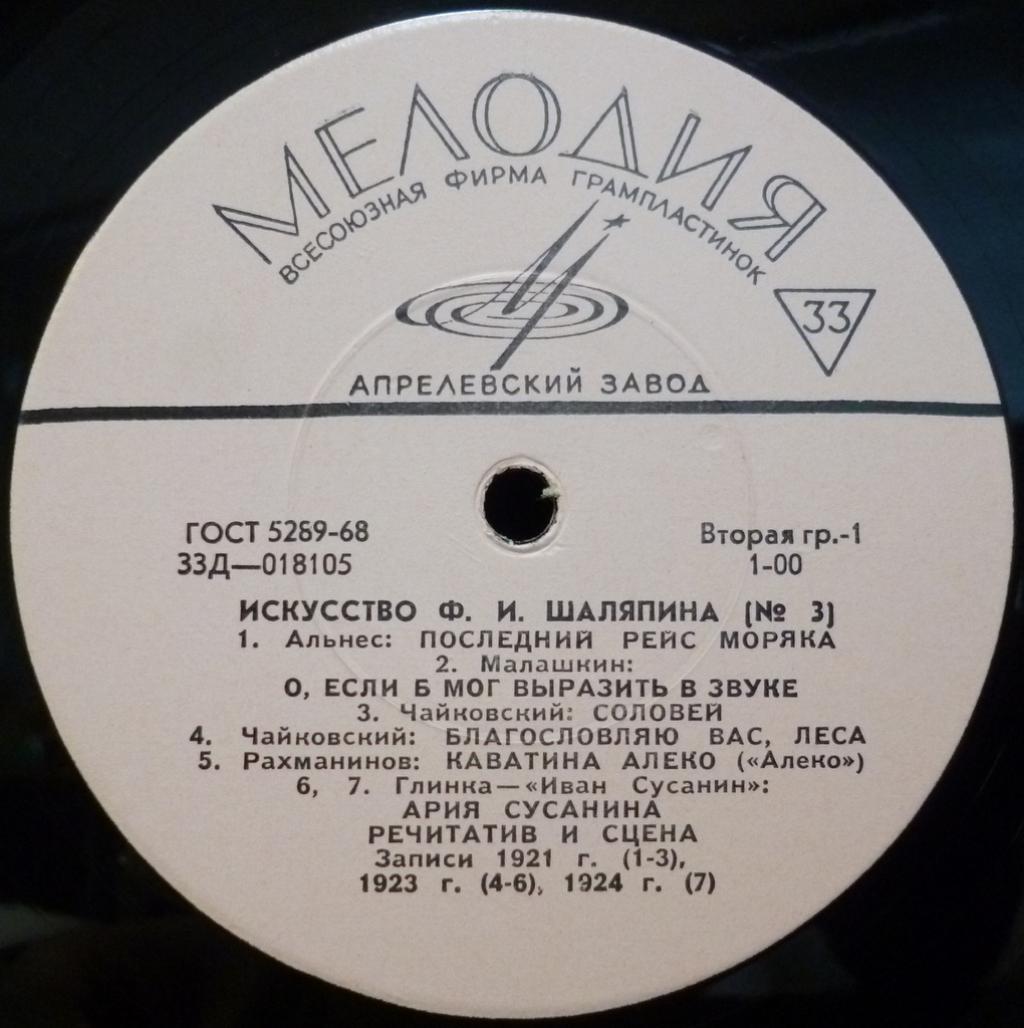 МЕЛОДИЯ
ВСЕСОЮЗНАЯ ФИРМА ГРАМПЛАСТИНОК
33
АПРЕЛЕВСКИЙ ЗАВОД
ГОСТ 5289-68
Вторая гр.-1
33Д—018105
1-00
ИСКУССТВО Ф. И. ШАЛЯПИНА (№ 3)
1. Альнес: ПОСЛЕДНИЙ РЕЙС МОРЯКА
2. Малашкин:
О, ЕСЛИ Б МОГ ВЫРАЗИТЬ В ЗВУКЕ
3. Чайковский: СОЛОВЕЙ
4. Чайковский: БЛАГОСЛОВЛЯЮ ВАС, ЛЕСА
5. Рахманинов: КАВАТИНА АЛЕКО («Алеко»)
6, 7. Глинка—«Иван Сусанин»:
АРИЯ СУСАНИНА
РЕЧИТАТИВ И СЦЕНА
Записи 1921 г. (1-3),
1923 г. (4-6), 1924 г. (7)